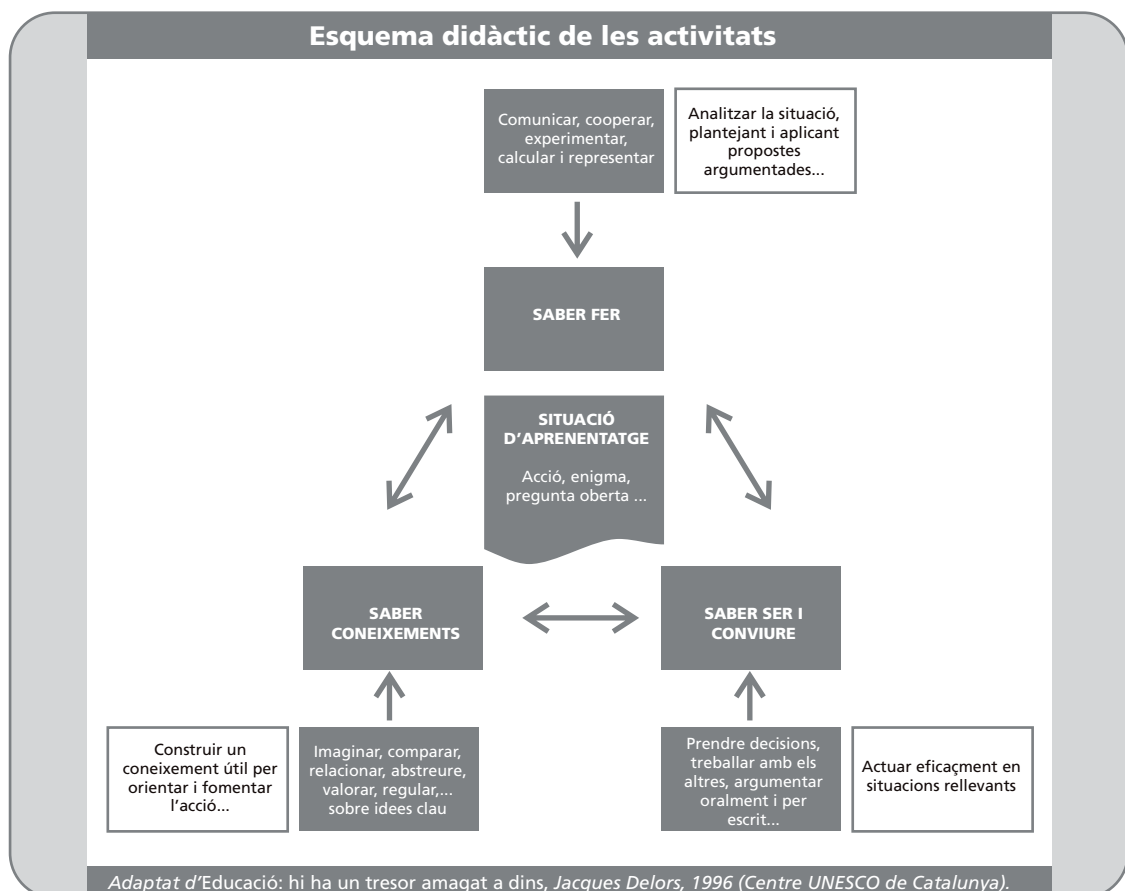 Esquema didàctic de les activitats
Comunicar, cooperar,
experimentar,
calcular i representar
Analitzar la situació,
plantejant i aplicant
propostes
argumentades...
SABER FER
SITUACIÓ
D'APRENENTATGE
Acció, enigma,
pregunta oberta ...
SABER
CONEIXEMENTS
SABER SER I
CONVIURE
Construir un
coneixement útil per
orientar i fomentar
l'acció...
Imaginar, comparar,
relacionar, abstreure,
valorar, regular,...
sobre idees clau
Prendre decisions,
treballar amb els
altres, argumentar
oralment i per
escrit...
Actuar eficaçment en
situacions rellevants
Adaptat d'Educació: hi ha un tresor amagat a dins, Jacques Delors, 1996 (Centre UNESCO de Catalunya).